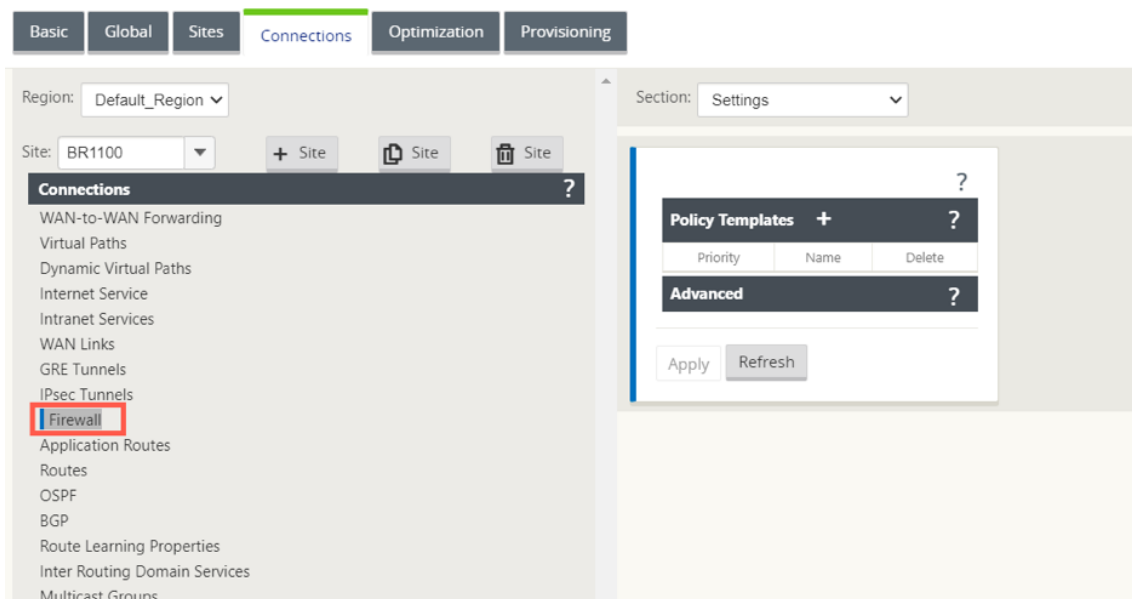 Basic Global Sites Connections Optimization Provisioning
Region: Default_Region
Site: BR1100 + Site Site Site
Connections ?
WAN-to-WAN Forwarding
Virtual Paths
Dynamic Virtual Paths
Internet Service
Intranet Services
WAN Links
GRE Tunnels
IPsec Tunnels
Firewall
Application Routes
Routes
OSPF
BGP
Route Learning Properties
Inter Routing Domain Services
Multicast Groups
Section: Settings
?
Policy Templates + ?
Priority Name Delete
Advanced ?
Apply Refresh